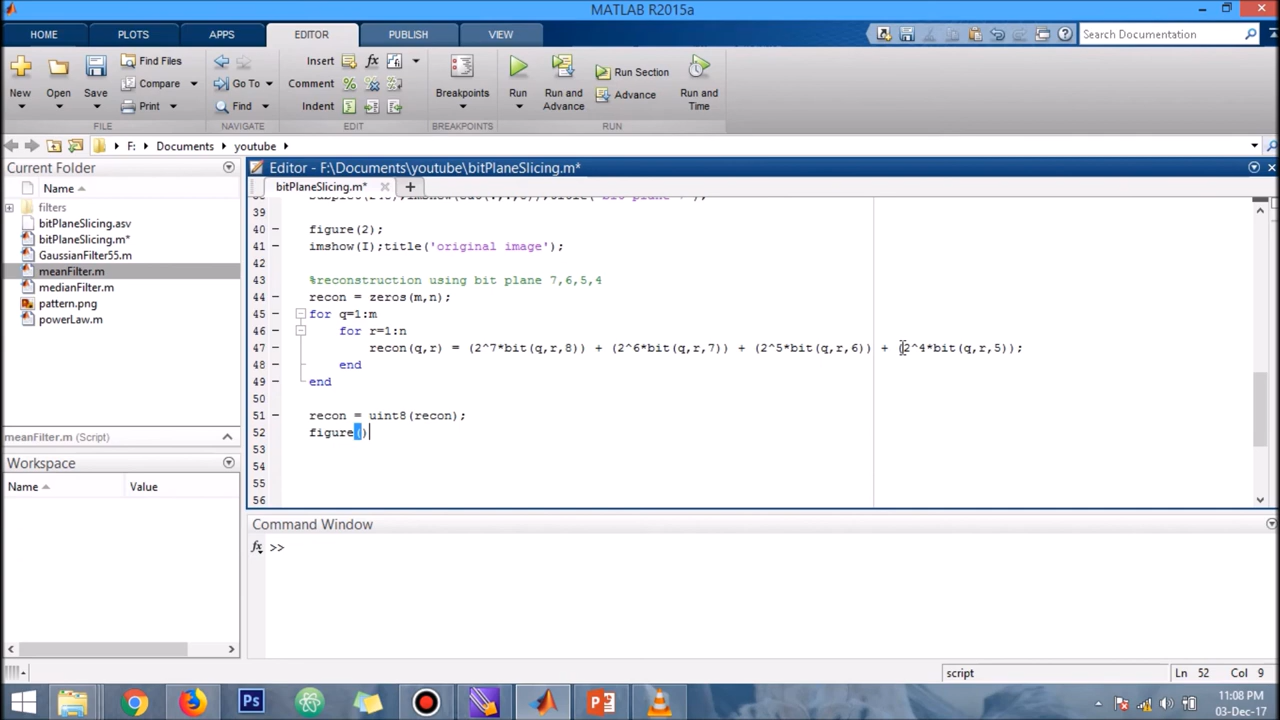 MATLAB R2015a
HOME PLOTS APPS EDITOR PUBLISH VIEW
Search Documentation
New Open Save Find Files Compare Print
Go To Find
Insert fx
Comment
Indent
Breakpoints
Run Run and Advance Run Section Advance Run and Time
FILE NAVIGATE EDIT BREAKPOINTS RUN
F: Documents youtube
Current Folder
Name
filters
bitPlaneSlicing.asv
bitPlaneSlicing.m*
GaussianFilter55.m
meanFilter.m
medianFilter.m
pattern.png
powerLaw.m
meanFilter.m (Script)
Workspace
Name Value
Editor - F:\Documents\youtube\bitPlaneSlicing.m*
bitPlaneSlicing.m*
39
40 figure(2);
41 imshow(I);title('original image');
42
43 %reconstruction using bit plane 7,6,5,4
44 recon = zeros(m,n);
45 for q=1:m
46 for r=1:n
47 recon(q,r) = (2^7*bit(q,r,8)) + (2^6*bit(q,r,7)) + (2^5*bit(q,r,6)) + (2^4*bit(q,r,5));
48 end
49 end
50
51 recon = uint8(recon);
52 figure()
53
54
55
56
Command Window
fx >>
script Ln 52 Col 9
Ps
11:08 PM
03-Dec-17